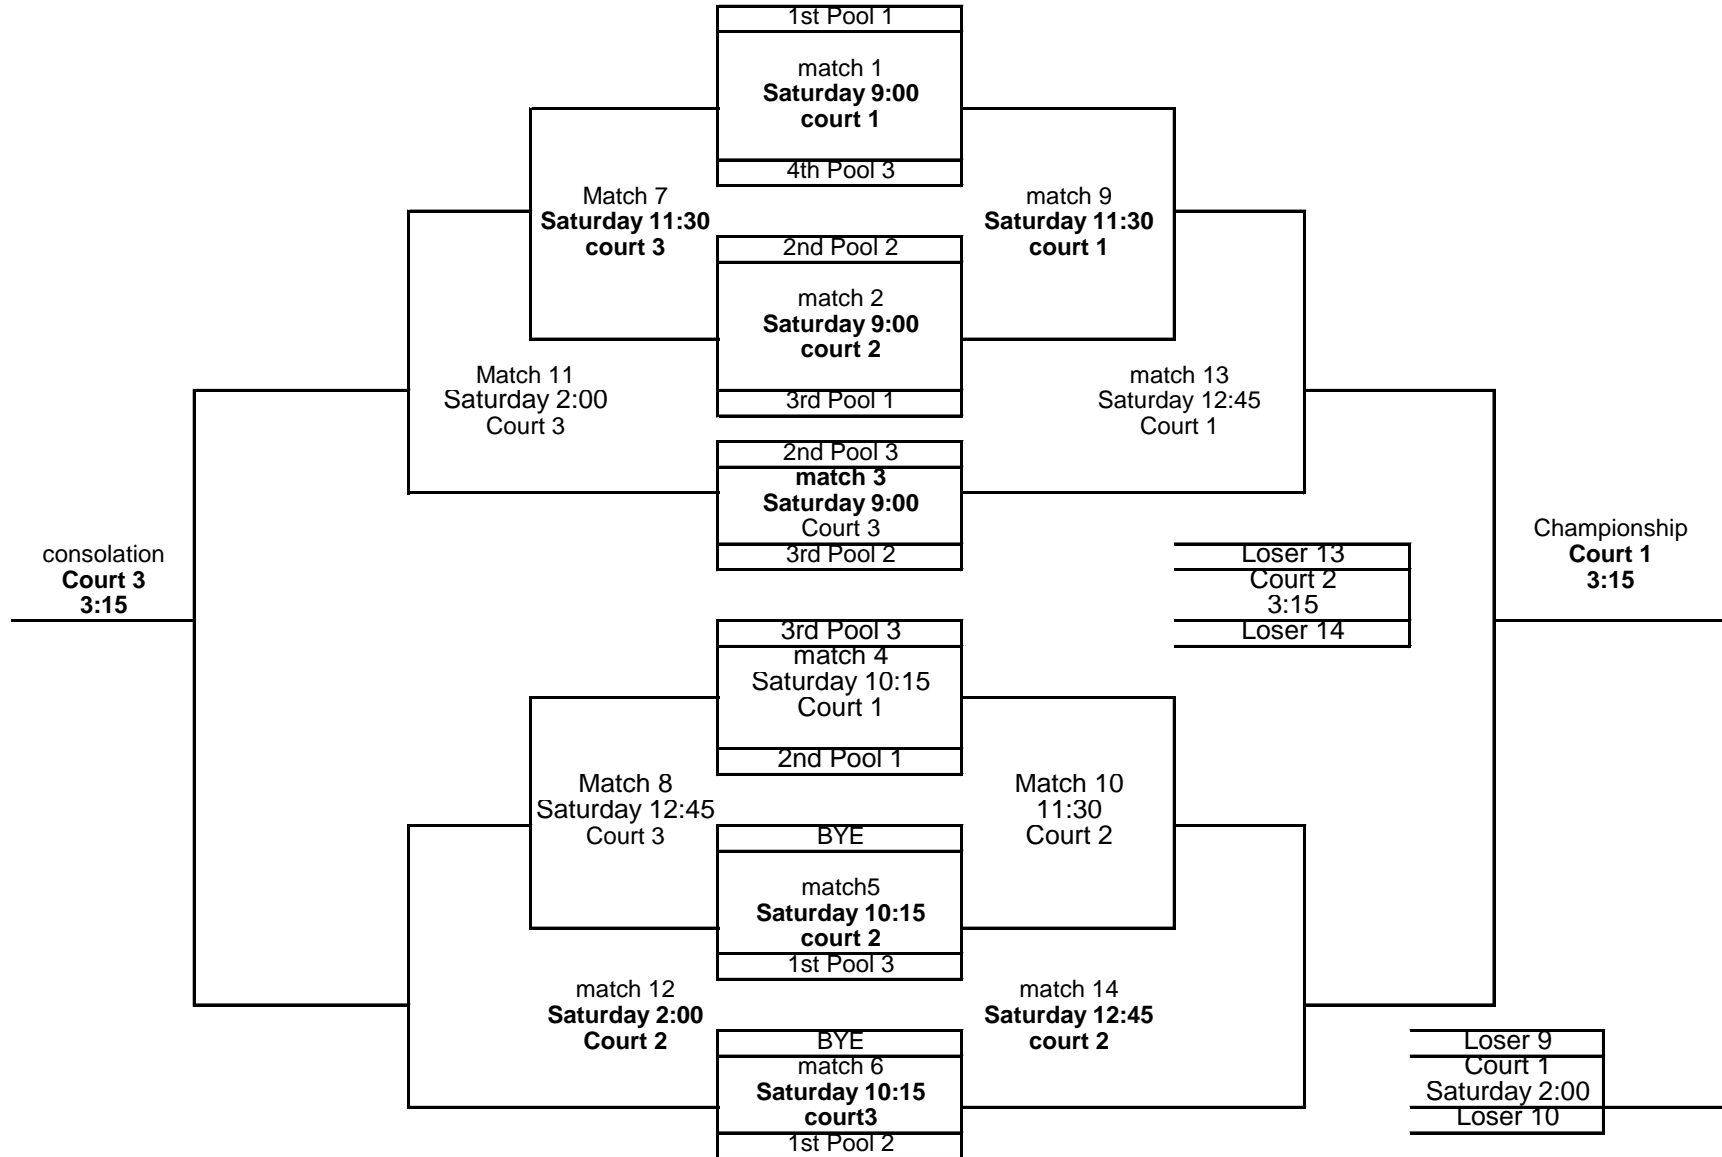 1st Pool 1
match 1
Saturday 9:00
court 1
4th Pool 3
Match 7
Saturday 11:30
court 3
match 9
Saturday 11:30
court 1
2nd Pool 2
match 2
Saturday 9:00
court 2
3rd Pool 1
Match 11
Saturday 2:00
Court 3
match 13
Saturday 12:45
Court 1
2nd Pool 3
match 3
Saturday 9:00
Court 3
3rd Pool 2
consolation
Court 3
3:15
Loser 13
Court 2
3:15
Loser 14
Championship
Court 1
3:15
3rd Pool 3
match 4
Saturday 10:15
Court 1
2nd Pool 1
Match 8
Saturday 12:45
Court 3
Match 10
11:30
Court 2
BYE
match5
Saturday 10:15
court 2
1st Pool 3
match 12
Saturday 2:00
Court 2
match 14
Saturday 12:45
court 2
BYE
match 6
Saturday 10:15
court3
1st Pool 2
Loser 9
Court 1
Saturday 2:00
Loser 10